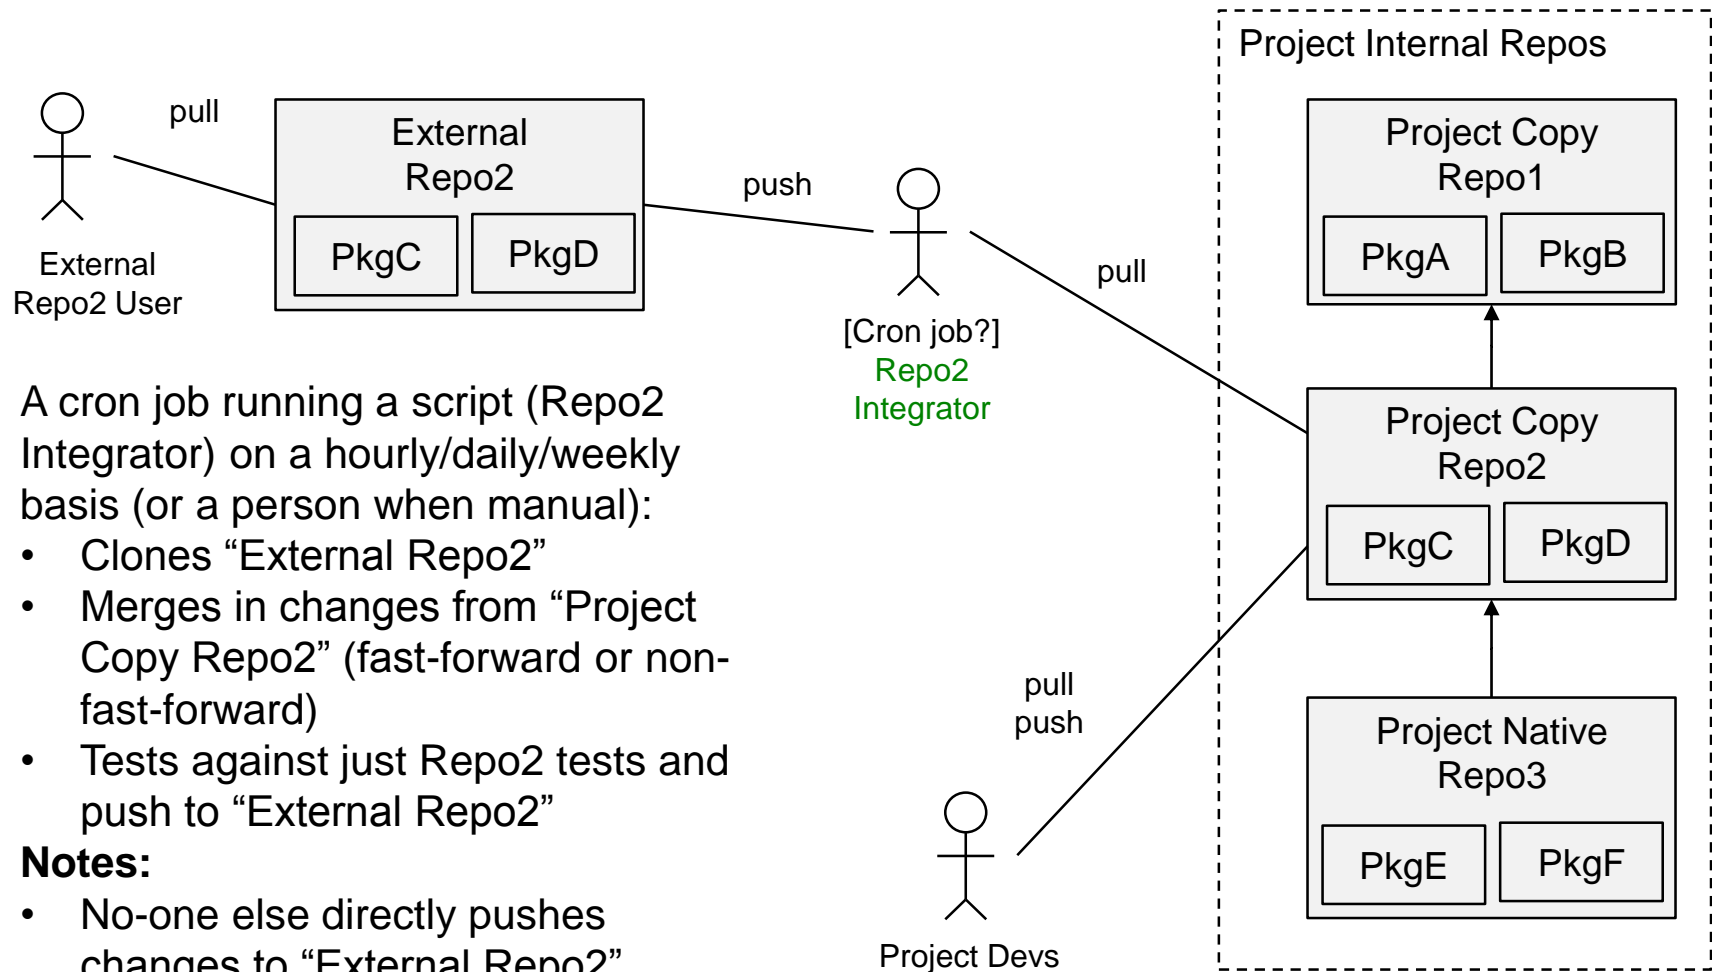 Project Internal Repos
pull
External
Repo2
PkgC
PkgD
External
Repo2 User
push
[Cron job?]
Repo2
Integrator
pull
Project Copy
Repo1
PkgA
PkgB
Project Copy
Repo2
PkgC
PkgD
Project Native
Repo3
PkgE
PkgF
pull
push
Project Devs
A cron job running a script (Repo2
Integrator) on a hourly/daily/weekly
basis (or a person when manual):
• Clones “External Repo2”
• Merges in changes from “Project
Copy Repo2” (fast-forward or non-
fast-forward)
• Tests against just Repo2 tests and
push to “External Repo2”
Notes:
• No-one else directly pushes
changes to “External Repo2”